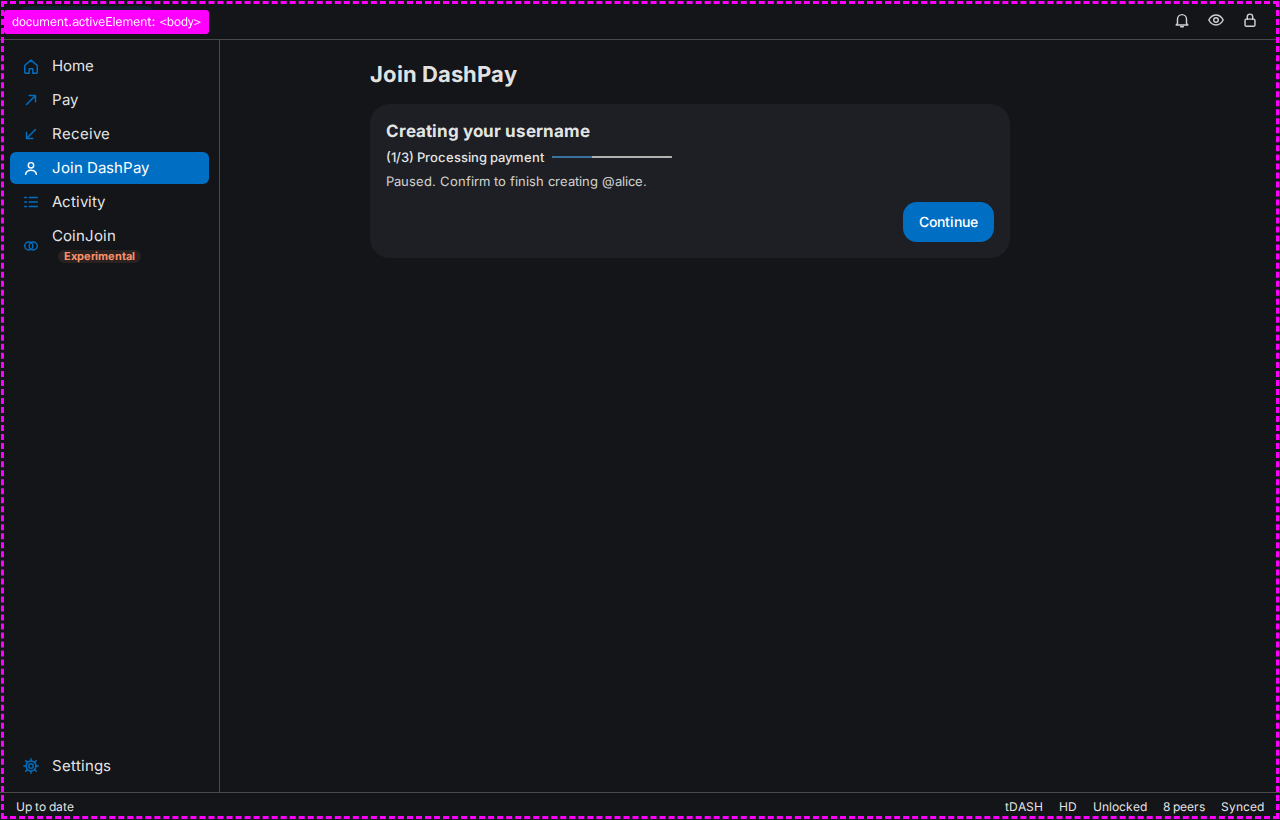 document.activeElement: <body>
Home
Pay
Receive
Join DashPay
Activity
CoinJoin
Experimental
Settings
Join DashPay
Creating your username
(1/3) Processing payment
Paused. Confirm to finish creating @alice.
Continue
Up to date
tDASH HD Unlocked 8 peers Synced